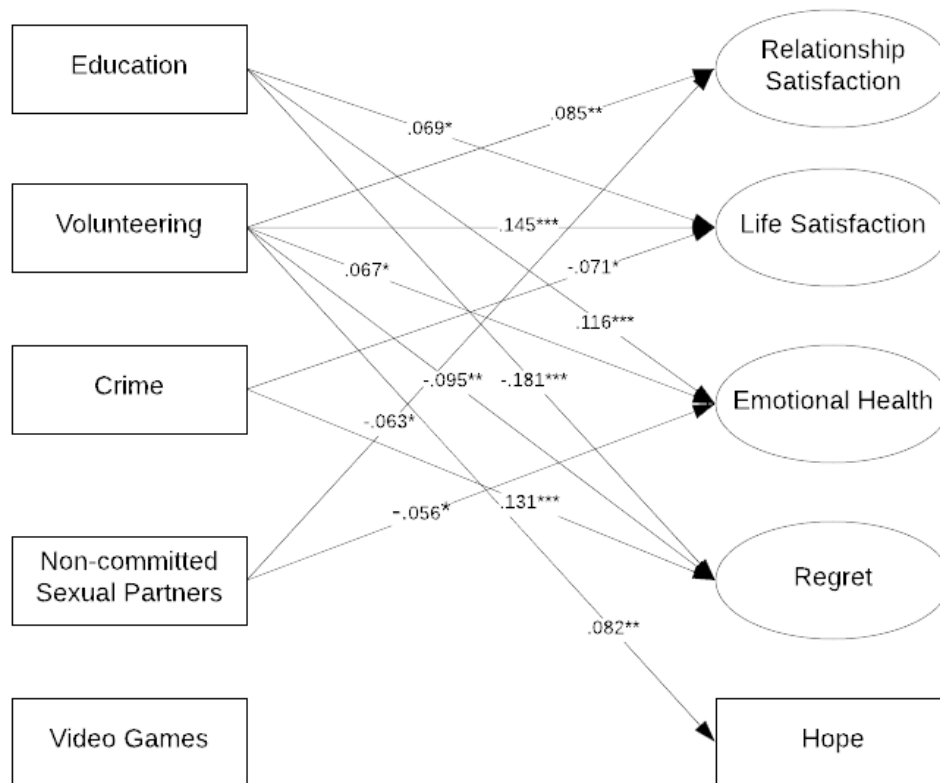 Education
Relationship
Satisfaction
.069*
.085**
Volunteering
.145***
Life Satisfaction
.067*
-.071*
.116***
Crime
-.095**
-.181***
Emotional Health
-.063*
.131***
-.056*
Non-committed
Sexual Partners
Regret
.082**
Video Games
Hope